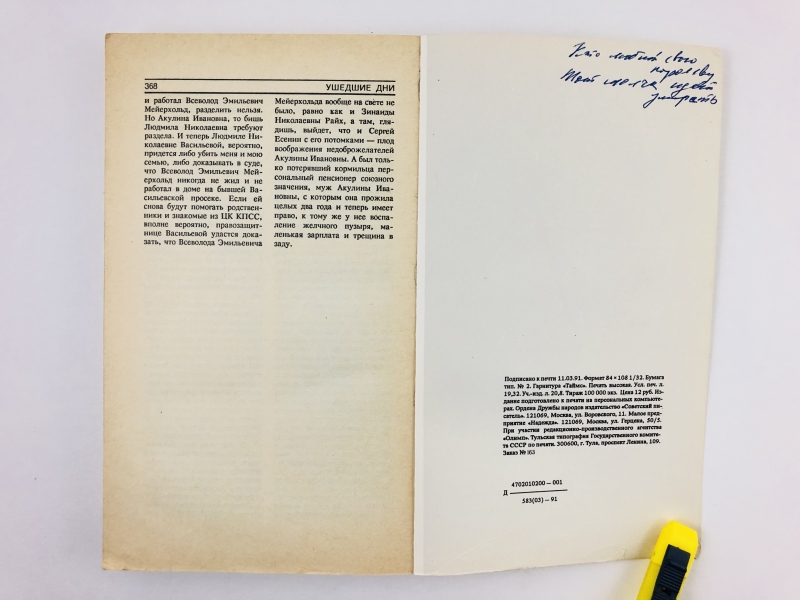 368
УШЕДШИЕ ДНИ
и работал Всеволод Эмильевич
Мейерхольд, разделить нельзя.
Но Акулина Ивановна, то бишь
Людмила Николаевна требуют
раздела. И теперь Людмиле Ни-
колаевне Васильевой, вероятно,
придется либо убить меня и мою
семью, либо доказывать в суде,
что Всеволод Эмильевич Мей-
ерхольд никогда не жил и не
работал в доме на бывшей Ва-
сильевской просеке. Если ей
снова будут помогать родствен-
ники и знакомые из ЦК КПСС,
вполне вероятно, правозащит-
нице Васильевой удастся дока-
зать, что Всеволода Эмильевича
Мейерхольда вообще на свете не
было, равно как и Зинаиды
Николаевны Райх, а там, гля-
дишь, выйдет, что и Сергей
Есенин с его потомками — плод
воображения недоброжелателей
Акулины Ивановны. А был толь-
ко потерявший кормильца пер-
сональный пенсионер союзного
значения, муж Акулины Ива-
новны, с которым она прожила
целых два года и теперь имеет
право, к тому же у нее воспа-
ление желчного пузыря, ма-
ленькая зарплата и трещина в
заду.
Кто любит свою
Тот молча идет
умирать
Подписано к печати 11.03.91. Формат 84×108 1/32. Бумага
тип. № 2. Гарнитура «Таймс». Печать высокая. Усл. печ. л.
19,32. Уч.-изд. л. 20,8. Тираж 100 000 экз. Цена 12 руб. Из-
дание подготовлено к печати на персональных компьюте-
рах. Ордена Дружбы народов издательство «Советский пи-
сатель». 121069, Москва, ул. Воровского, 11. Малое пред-
приятие «Надежда». 121069, Москва, ул. Герцена, 50/5.
При участии редакционно-производственного агентства
«Олимп». Тульская типография Государственного комите-
та СССР по печати. 300600, г. Тула, проспект Ленина, 109.
Заказ № 163
4702010200 — 001
Д
583(03) — 91